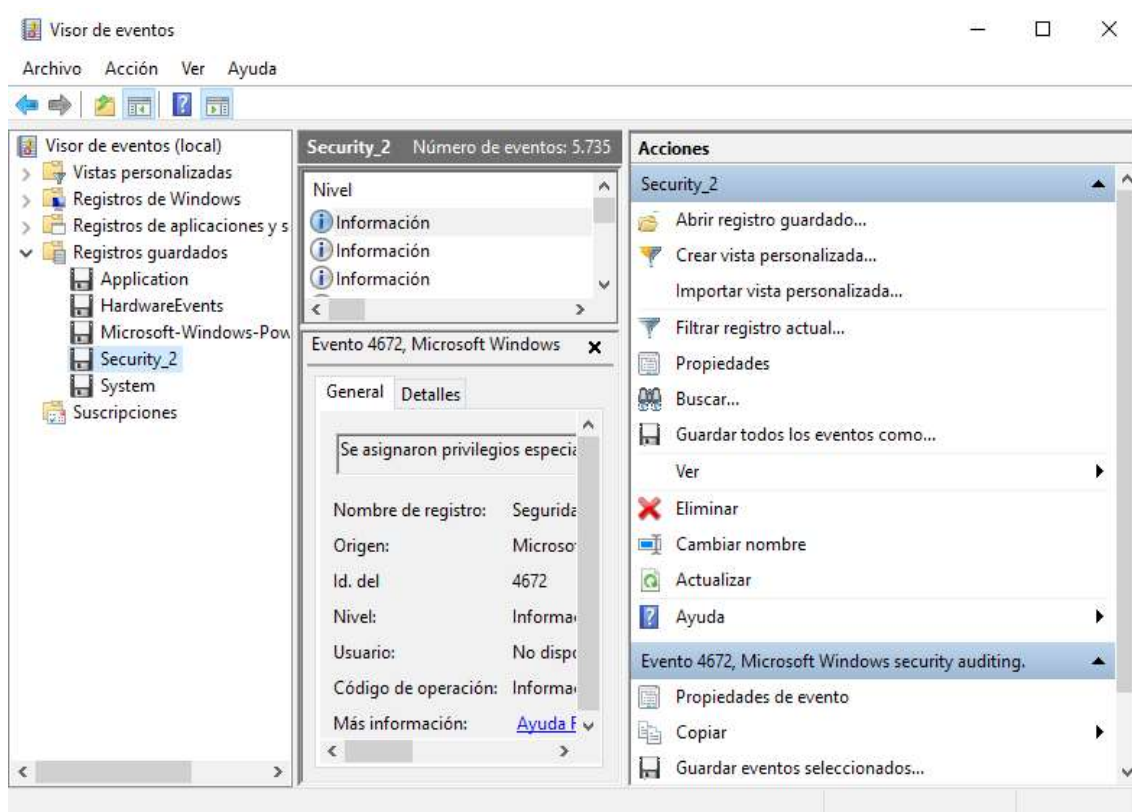 Visor de eventos
Archivo Acción Ver Ayuda
Visor de eventos (local)
Vistas personalizadas
Registros de Windows
Registros de aplicaciones y s
Registros guardados
Application
HardwareEvents
Microsoft-Windows-Pow
Security_2
System
Suscripciones
Security_2 Número de eventos: 5.735
Nivel
Información
Información
Información
Evento 4672, Microsoft Windows
General Detalles
Se asignaron privilegios especia
Nombre de registro: Segurida
Origen: Microso
Id. del 4672
Nivel: Informa
Usuario: No dispo
Código de operación: Informa
Más información: Ayuda
Acciones
Security_2
Abrir registro guardado...
Crear vista personalizada...
Importar vista personalizada...
Filtrar registro actual...
Propiedades
Buscar...
Guardar todos los eventos como...
Ver
Eliminar
Cambiar nombre
Actualizar
Ayuda
Evento 4672, Microsoft Windows security auditing.
Propiedades de evento
Copiar
Guardar eventos seleccionados...